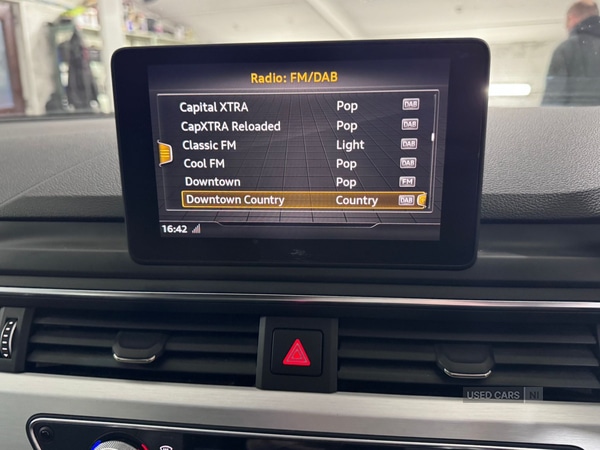 Radio: FM/DAB
Capital XTRA Pop DAB
CapXTRA Reloaded Pop DAB
Classic FM Light DAB
Cool FM Pop DAB
Downtown Pop FM
Downtown Country Country DAB
16:42
USED CARS NI